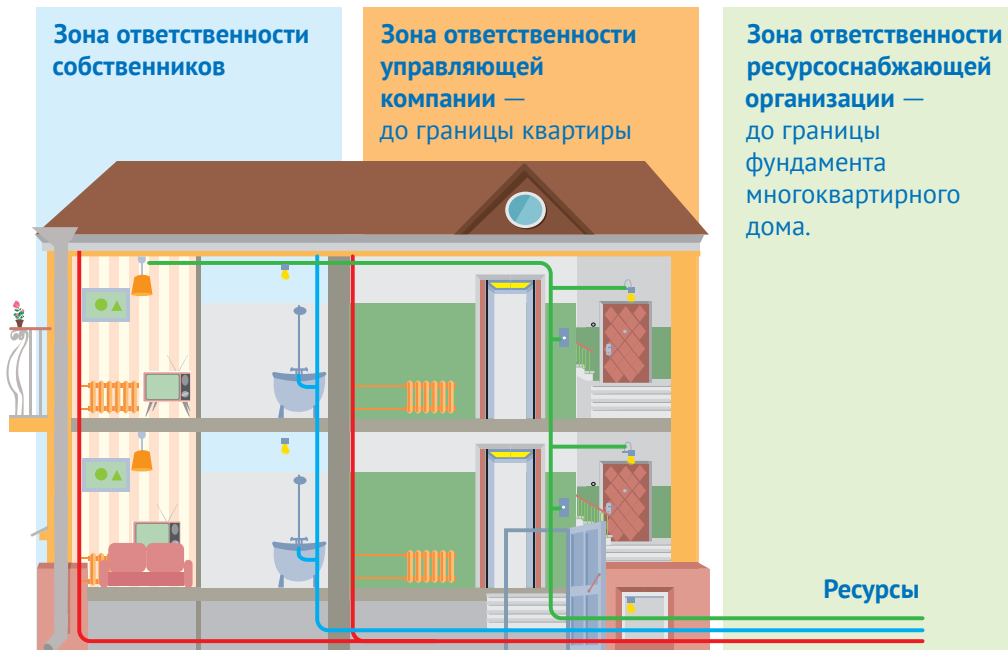 Зона ответственности
собственников
Зона ответственности
управляющей
компании —
до границы квартиры
Зона ответственности
ресурсоснабжающей
организации —
до границы
фундамента
многоквартирного
дома.
Ресурсы